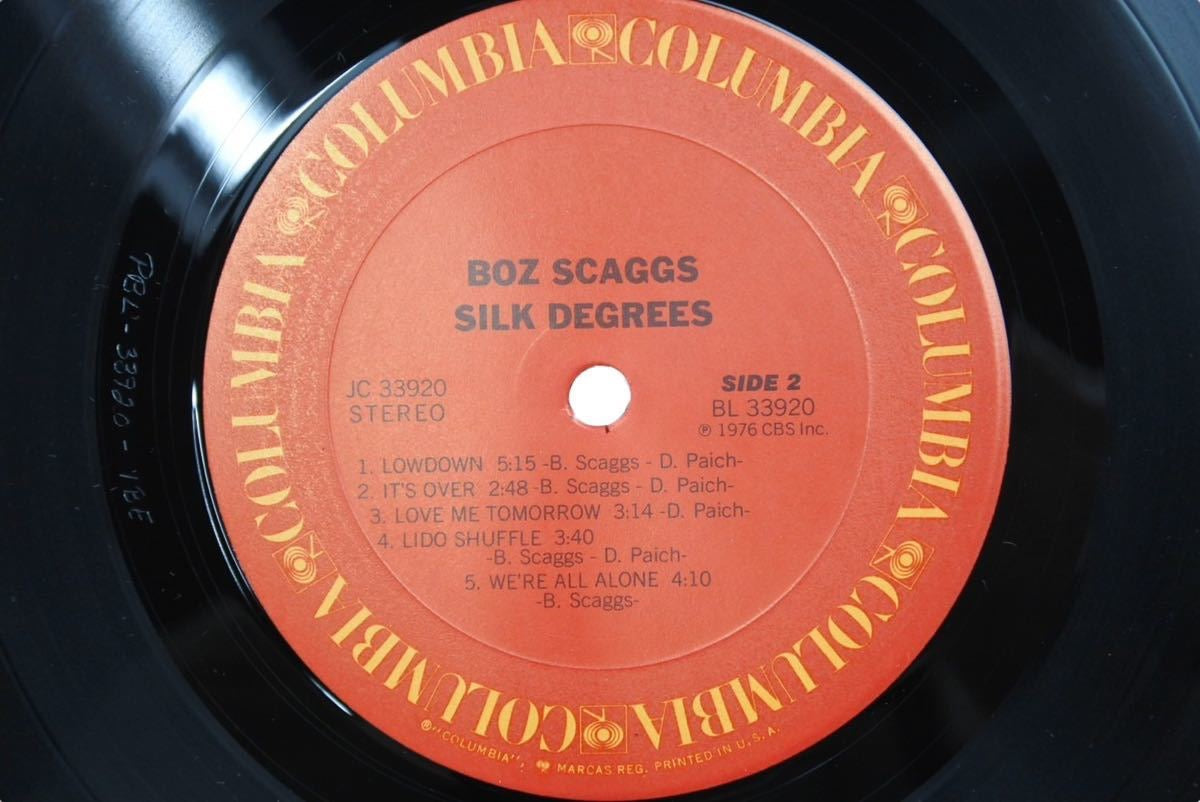 COLUMBIA COLUMBIA COLUMBIA COLUMBIA COLUMBIA COLUMBIA
BOZ SCAGGS
SILK DEGREES
JC 33920
STEREO
SIDE 2
BL 33920
℗ 1976 CBS Inc.
1. LOWDOWN 5:15 -B. Scaggs - D. Paich-
2. IT'S OVER 2:48 -B. Scaggs - D. Paich-
3. LOVE ME TOMORROW 3:14 -D. Paich-
4. LIDO SHUFFLE 3:40
-B. Scaggs - D. Paich-
5. WE'RE ALL ALONE 4:10
-B. Scaggs-
® "COLUMBIA", MARCAS REG. PRINTED IN U.S.A.